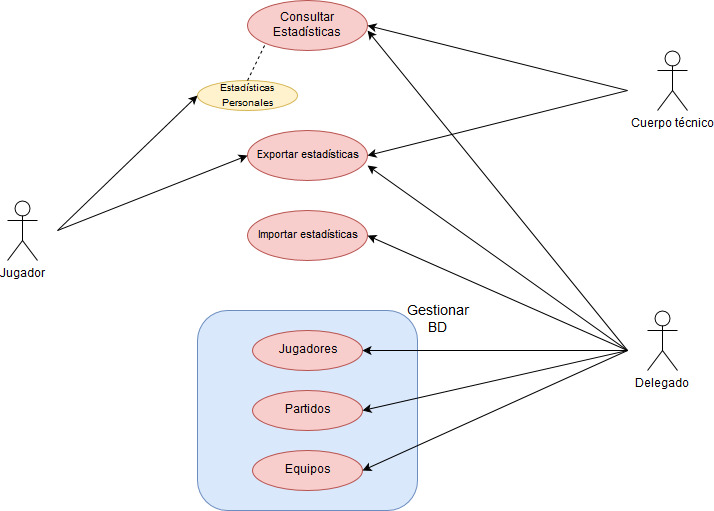 Consultar
Estadísticas
Estadísticas
Personales
Cuerpo técnico
Exportar estadísticas
Importar estadísticas
Jugador
Gestionar
BD
Jugadores
Delegado
Partidos
Equipos